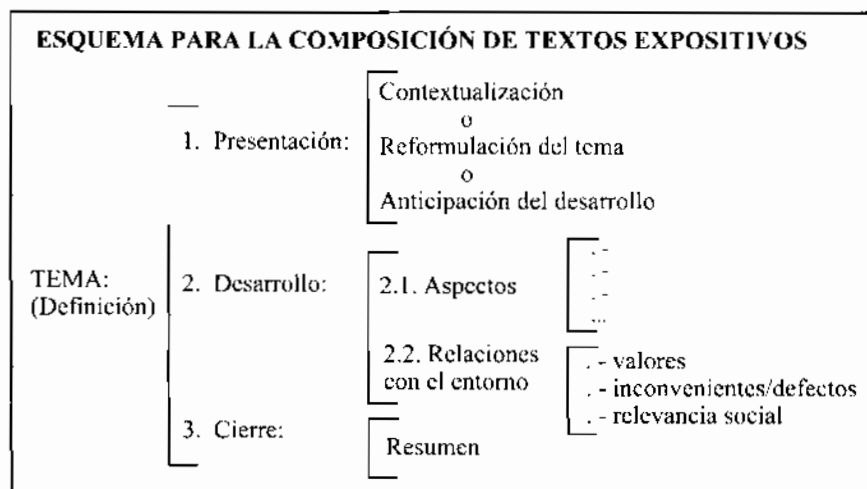 ESQUEMA PARA LA COMPOSICIÓN DE TEXTOS EXPOSITIVOS
TEMA:
(Definición)
1. Presentación:
Contextualización
o
Reformulación del tema
o
Anticipación del desarrollo
2. Desarrollo:
2.1. Aspectos
. -
. -
. -
...
2.2. Relaciones
con el entorno
. - valores
. - inconvenientes/defectos
. - relevancia social
3. Cierre:
Resumen